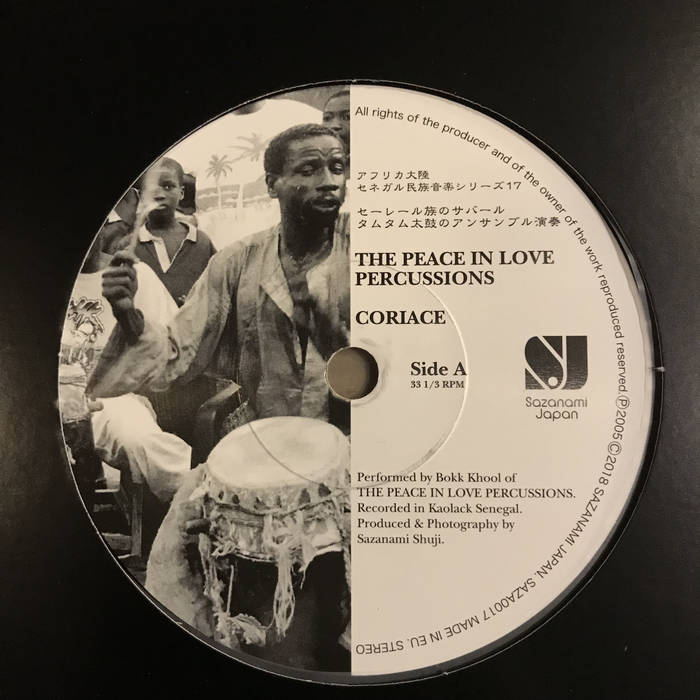 All rights of the producer and of the owner of the work reproduced reserved. Ⓟ2005©2018 SAZANAMI JAPAN. SAZA0017 MADE IN EU. STEREO
アフリカ大陸
セネガル民族音楽シリーズ17
セーレール族のサバール
タムタム太鼓のアンサンブル演奏
THE PEACE IN LOVE
PERCUSSIONS
CORIACE
Side A
33 1/3 RPM
Sazanami
Japan
Performed by Bokk Khool of
THE PEACE IN LOVE PERCUSSIONS.
Recorded in Kaolack Senegal.
Produced & Photography by
Sazanami Shuji.